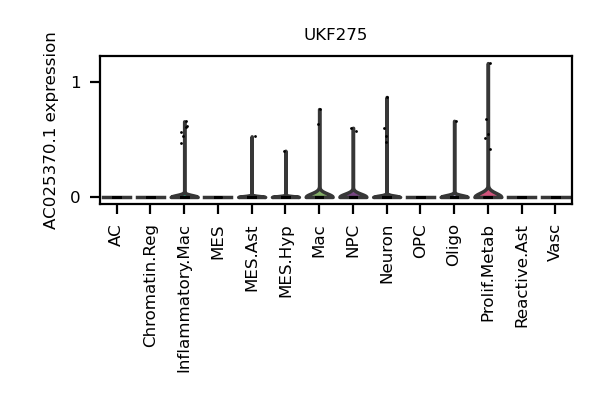 UKF275
AC025370.1 expression
1
0
AC
Chromatin.Reg
Inflammatory.Mac
MES
MES.Ast
MES.Hyp
Mac
NPC
Neuron
OPC
Oligo
Prolif.Metab
Reactive.Ast
Vasc